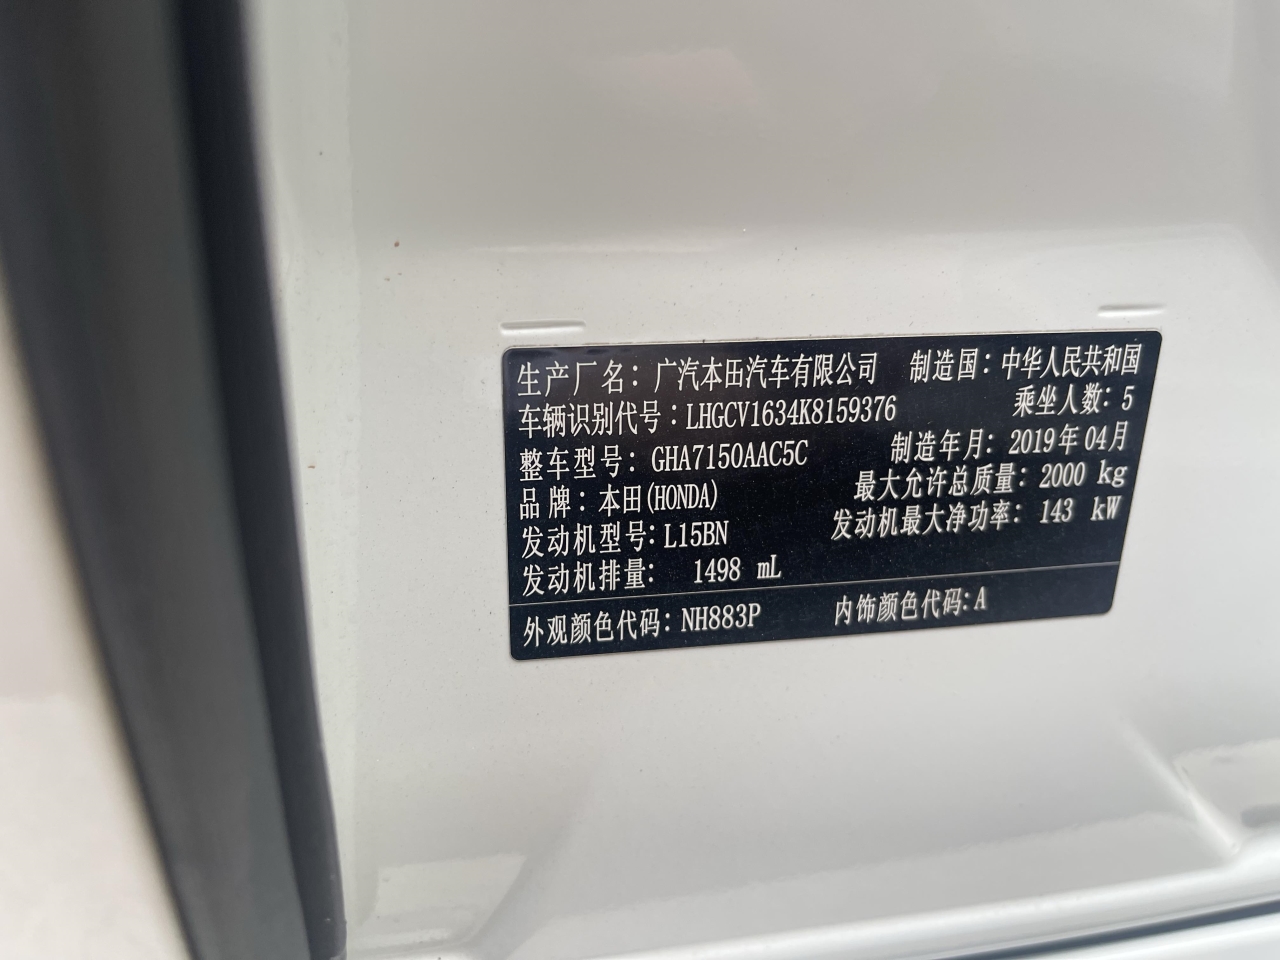 生产厂名：广汽本田汽车有限公司 制造国：中华人民共和国
车辆识别代号：LHGCV1634K8159376 乘坐人数：5
整车型号：GHA7150AAC5C 制造年月：2019年04月
品牌：本田(HONDA) 最大允许总质量：2000 kg
发动机型号：L15BN 发动机最大净功率：143 kW
发动机排量：1498 mL
外观颜色代码：NH883P 内饰颜色代码：A